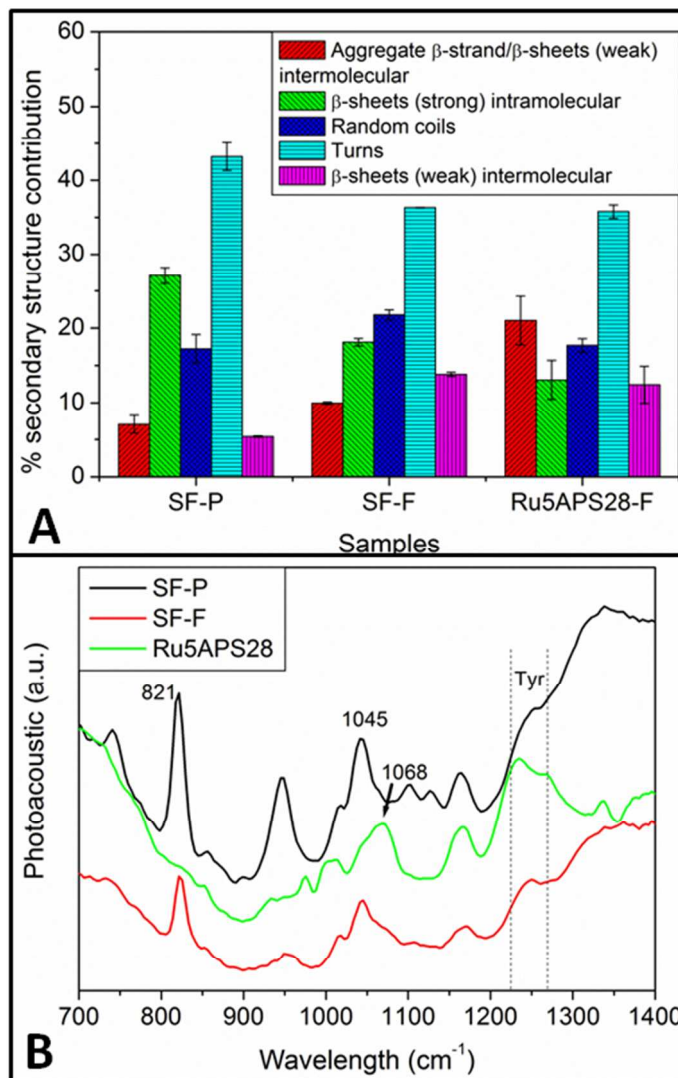 60
50
40
30
20
10
0
% secondary structure contribution
Aggregate β-strand/β-sheets (weak)
intermolecular
β-sheets (strong) intramolecular
Random coils
Turns
β-sheets (weak) intermolecular
SF-P SF-F Ru5APS28-F
Samples
A
SF-P
SF-F
Ru5APS28
821
1045
1068
Tyr
Photoacoustic (a.u.)
700 800 900 1000 1100 1200 1300 1400
Wavelength (cm⁻¹)
B